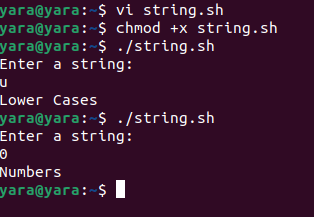 yara@yara:~$ vi string.sh
yara@yara:~$ chmod +x string.sh
yara@yara:~$ ./string.sh
Enter a string:
u
Lower Cases
yara@yara:~$ ./string.sh
Enter a string:
0
Numbers
yara@yara:~$